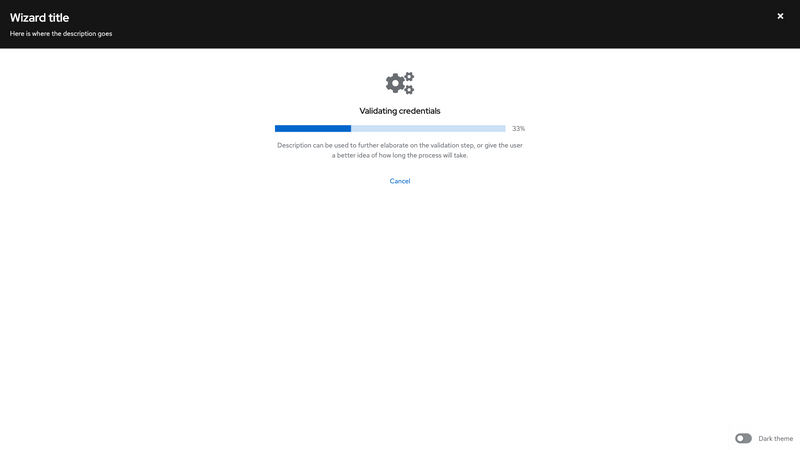 Wizard title
Here is where the description goes
Validating credentials
33%
Description can be used to further elaborate on the validation step, or give the user
a better idea of how long the process will take.
Cancel
Dark theme